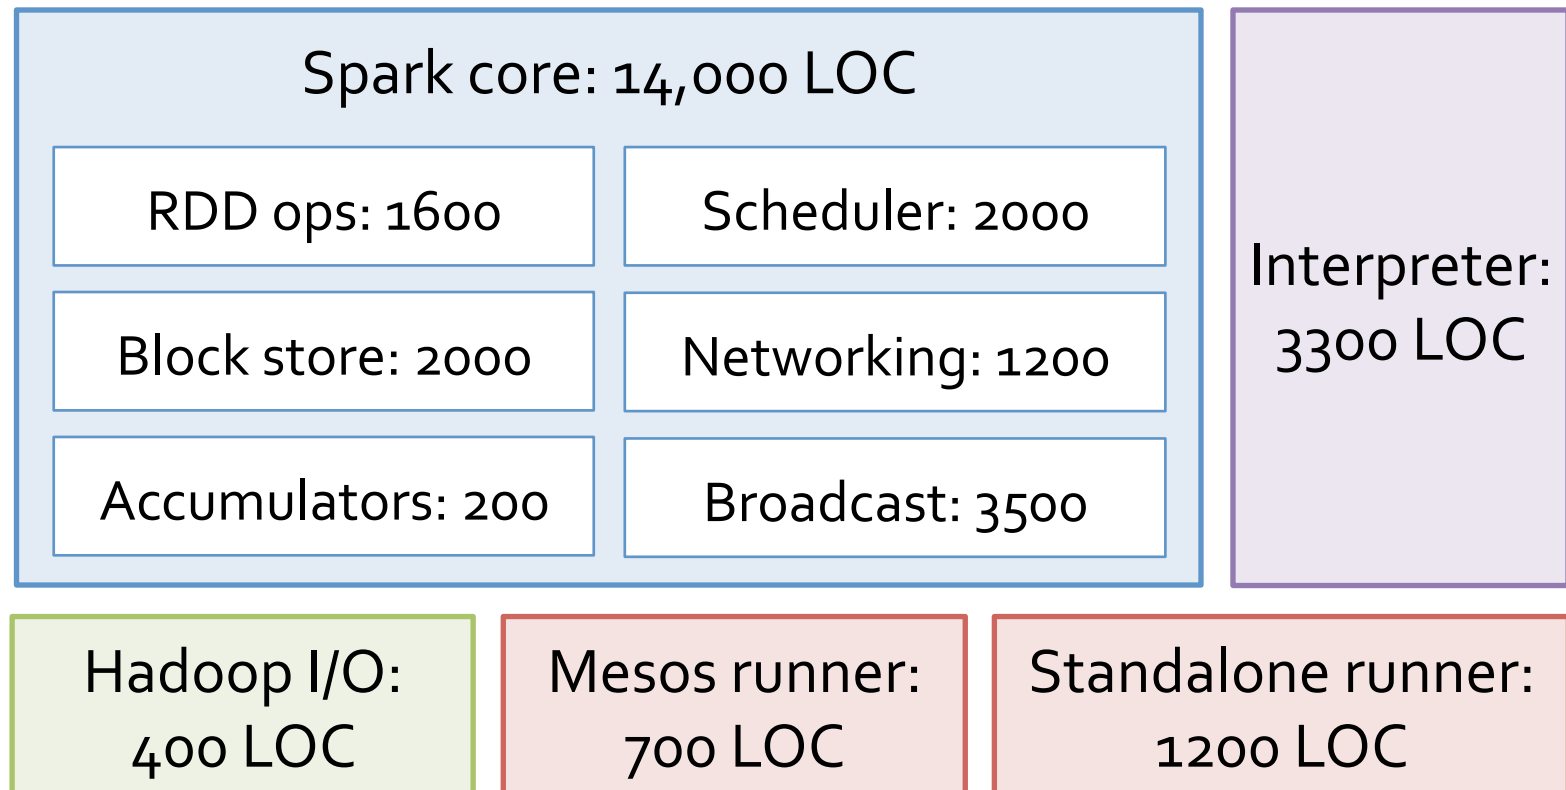 Spark core: 14,000 LOC
RDD ops: 1600
Scheduler: 2000
Block store: 2000
Networking: 1200
Accumulators: 200
Broadcast: 3500
Interpreter:
3300 LOC
Hadoop I/O:
400 LOC
Mesos runner:
700 LOC
Standalone runner:
1200 LOC